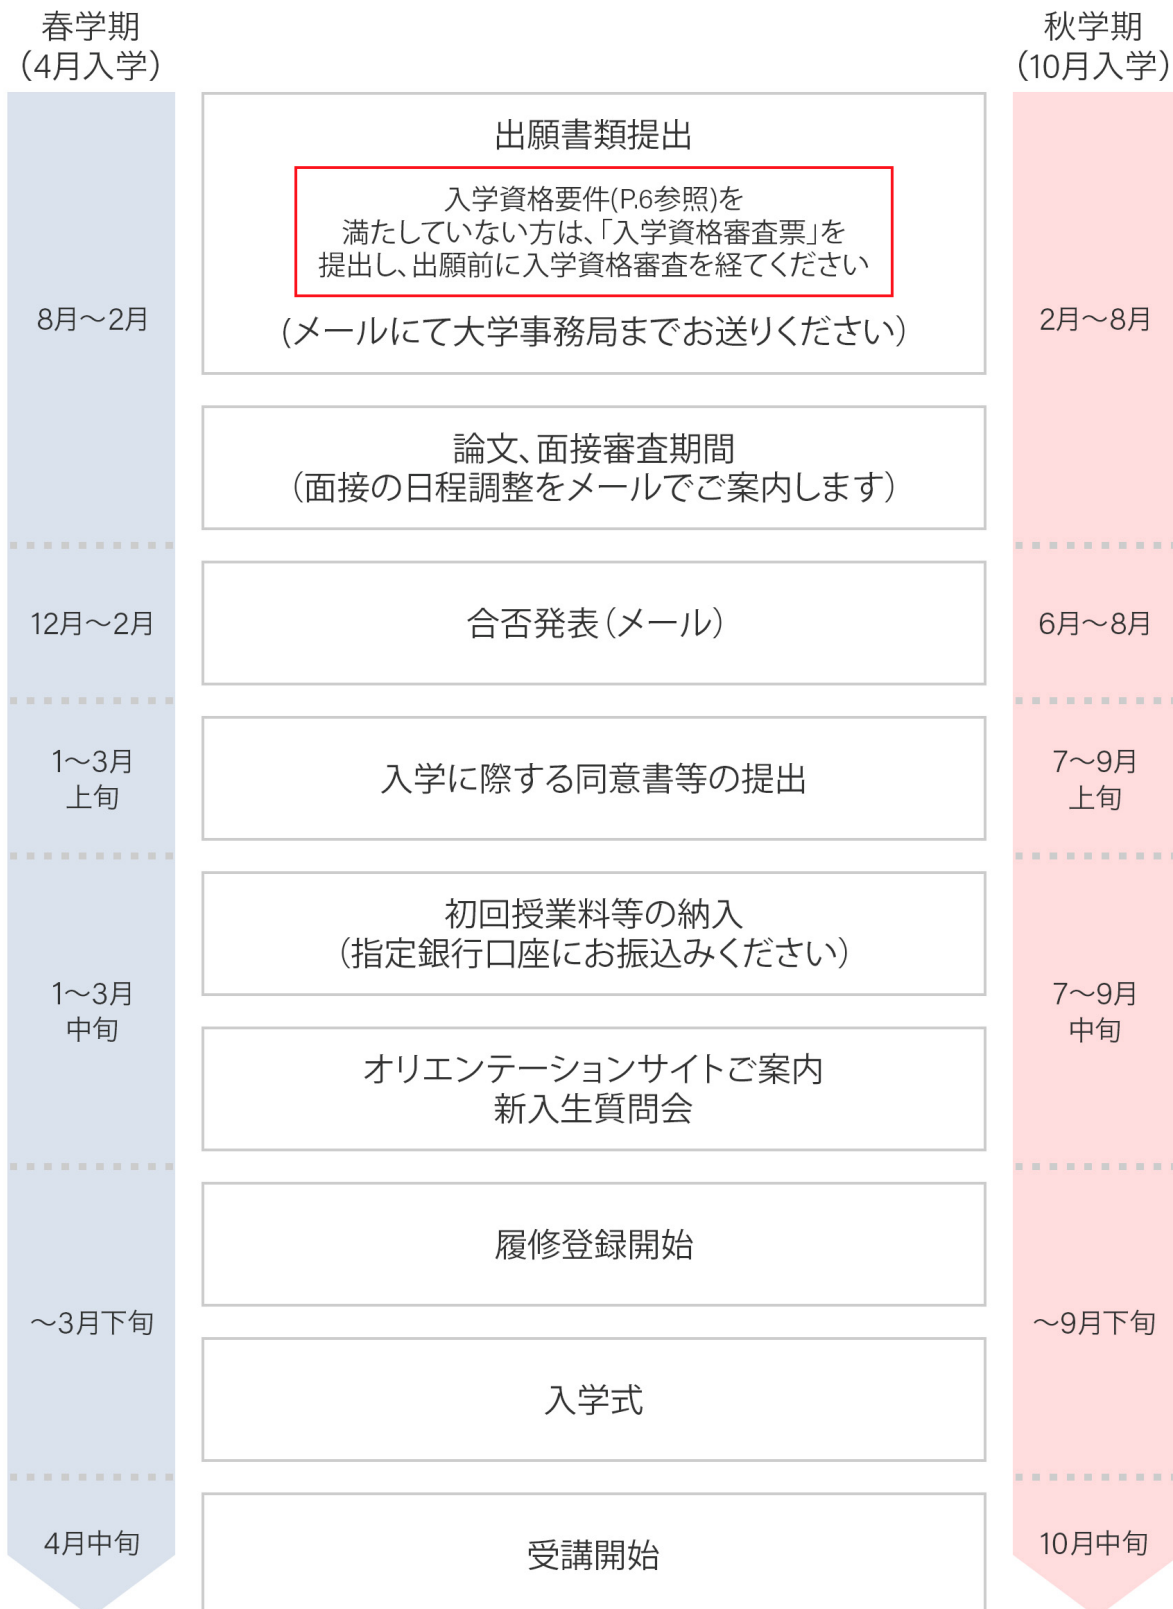 春学期
（4月入学）
秋学期
（10月入学）
8月～2月
出願書類提出
入学資格要件(P.6参照)を
満たしていない方は、「入学資格審査票」を
提出し、出願前に入学資格審査を経てください
(メールにて大学事務局までお送りください）
2月～8月
論文、面接審査期間
（面接の日程調整をメールでご案内します）
12月～2月
合否発表（メール）
6月～8月
1～3月
上旬
入学に際する同意書等の提出
7～9月
上旬
1～3月
中旬
初回授業料等の納入
（指定銀行口座にお振込みください）
7～9月
中旬
オリエンテーションサイトご案内
新入生質問会
～3月下旬
履修登録開始
～9月下旬
入学式
4月中旬
受講開始
10月中旬